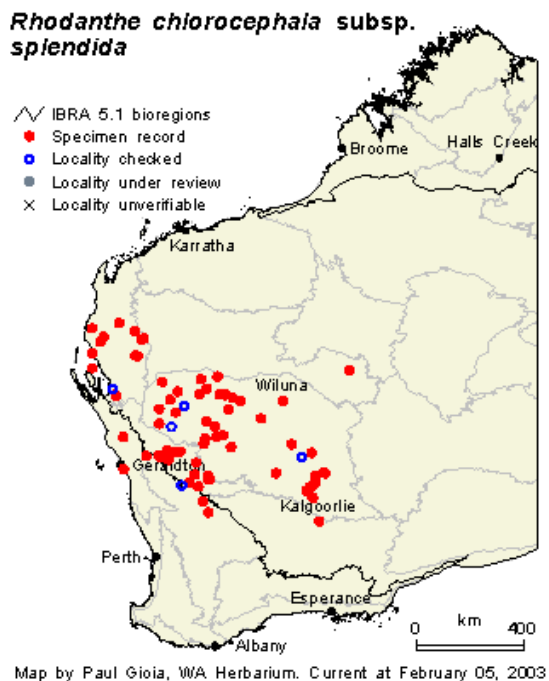 Rhodanthe chlorocephala subsp.
splendida
IBRA 5.1 bioregions
Specimen record
Locality checked
Locality under review
Locality unverifiable
Broome
Halls Creek
Karratha
Wiluna
Geraldton
Kalgoorlie
Perth
Esperance
Albany
km
0 400
Map by Paul Gioia, WA Herbarium. Current at February 05, 2003